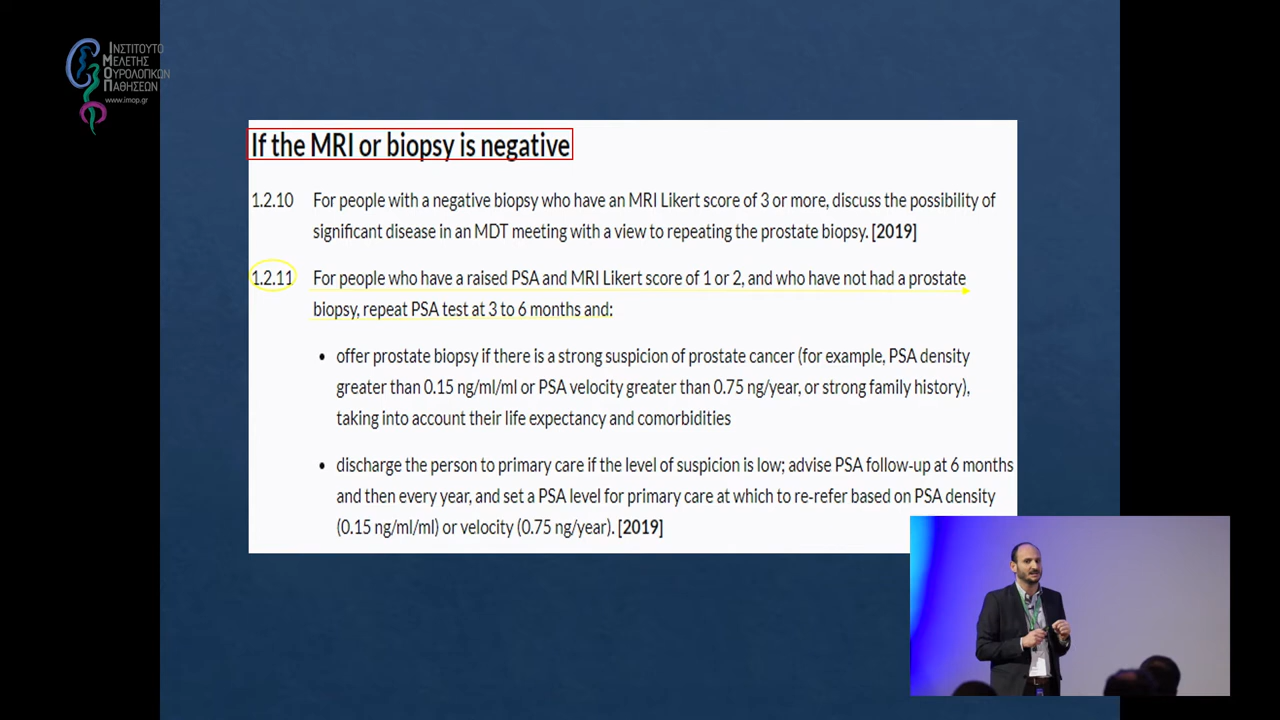 ΙΝΣΤΙΤΟΥΤΟ
ΜΕΛΕΤΗΣ
ΟΥΡΟΛΟΓΙΚΩΝ
ΠΑΘΗΣΕΩΝ
www.imop.gr
If the MRI or biopsy is negative
1.2.10 For people with a negative biopsy who have an MRI Likert score of 3 or more, discuss the possibility of
significant disease in an MDT meeting with a view to repeating the prostate biopsy. [2019]
1.2.11 For people who have a raised PSA and MRI Likert score of 1 or 2, and who have not had a prostate
biopsy, repeat PSA test at 3 to 6 months and:
• offer prostate biopsy if there is a strong suspicion of prostate cancer (for example, PSA density
greater than 0.15 ng/ml/ml or PSA velocity greater than 0.75 ng/year, or strong family history),
taking into account their life expectancy and comorbidities
• discharge the person to primary care if the level of suspicion is low; advise PSA follow-up at 6 months
and then every year, and set a PSA level for primary care at which to re-refer based on PSA density
(0.15 ng/ml/ml) or velocity (0.75 ng/year). [2019]